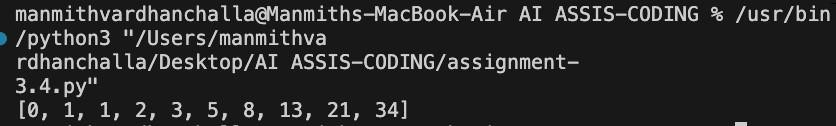 manmithvardhanchalla@Manmiths-MacBook-Air AI ASSIS-CODING % /usr/bin
/python3 "/Users/manmithva
rdhanchalla/Desktop/AI ASSIS-CODING/assignment-
3.4.py"
[0, 1, 1, 2, 3, 5, 8, 13, 21, 34]